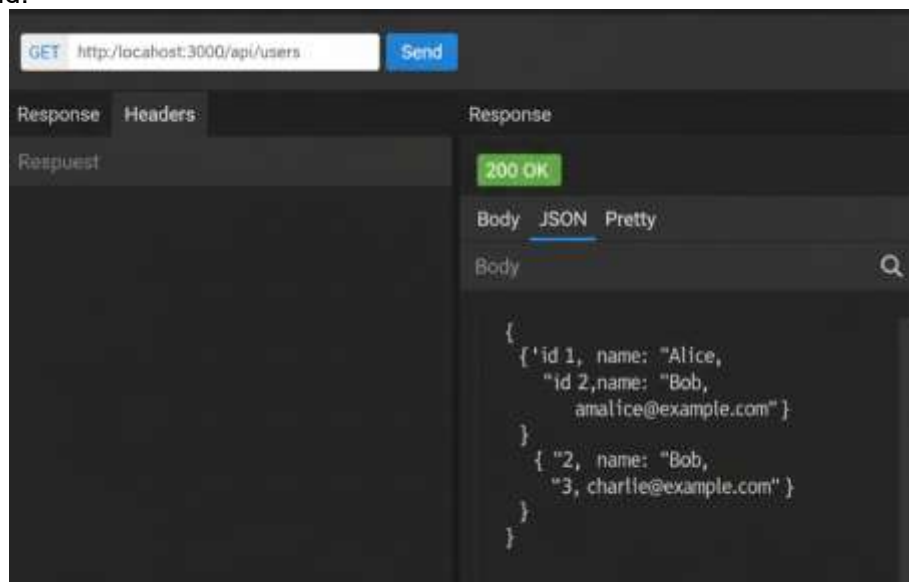 GET http:/locahost:3000/api/users Send
Response Headers
Respuest
Response
200 OK
Body JSON Pretty
Body
{
{'id 1, name: "Alice,
"id 2,name: "Bob,
amalice@example.com" }
}
{ "2, name: "Bob,
"3, charlie@example.com" }
}
}